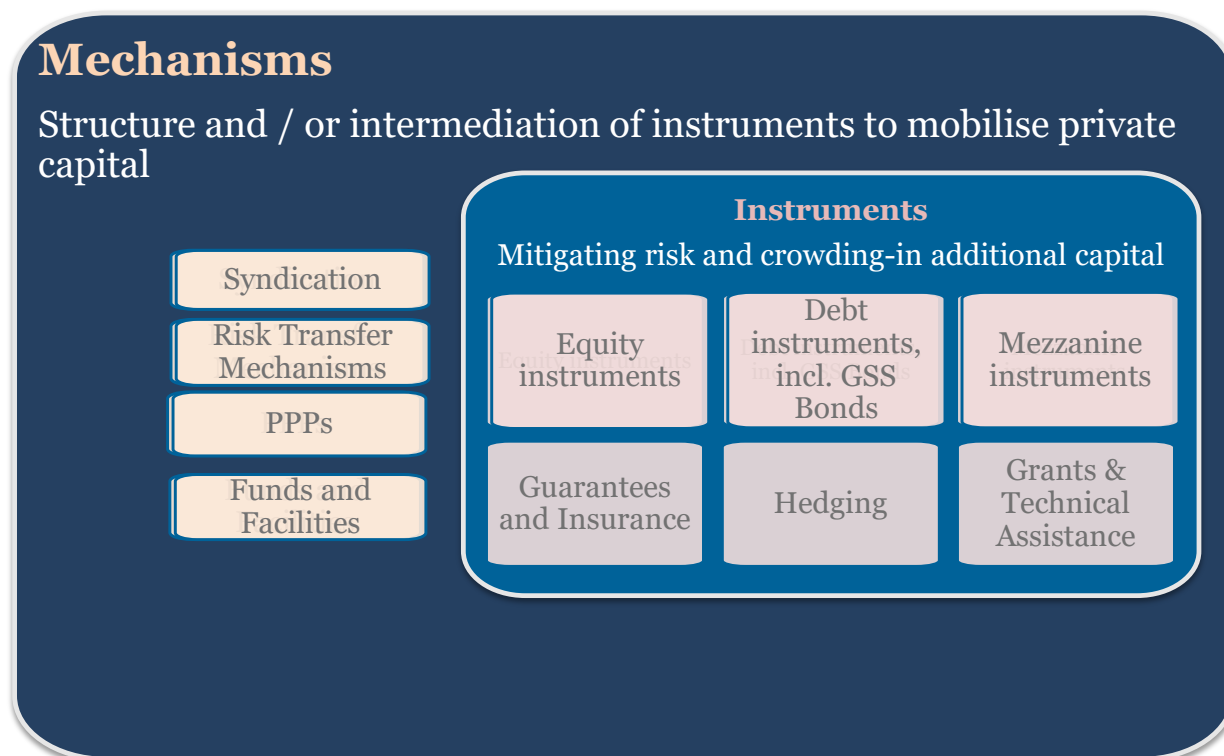 Mechanisms
Structure and / or intermediation of instruments to mobilise private
capital
Syndication
Risk Transfer
Mechanisms
PPPs
Funds and
Facilities
Instruments
Mitigating risk and crowding-in additional capital
Equity
instruments
Debt
instruments,
incl. GSS
Bonds
Mezzanine
instruments
Guarantees
and Insurance
Hedging
Grants &
Technical
Assistance